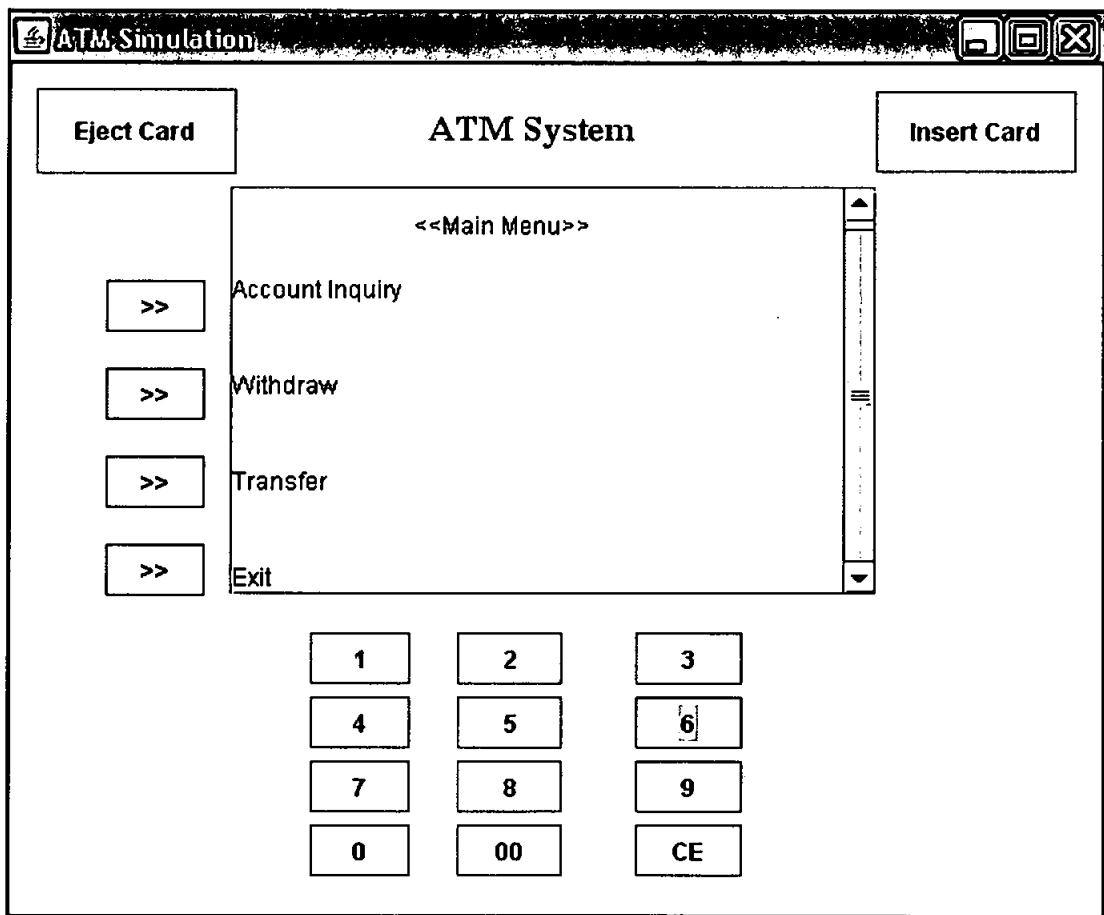 ATM Simulation
Eject Card
ATM System
Insert Card
<<Main Menu>>
>> Account Inquiry
>> Withdraw
>> Transfer
>> Exit
1 2 3
4 5 6
7 8 9
0 00 CE